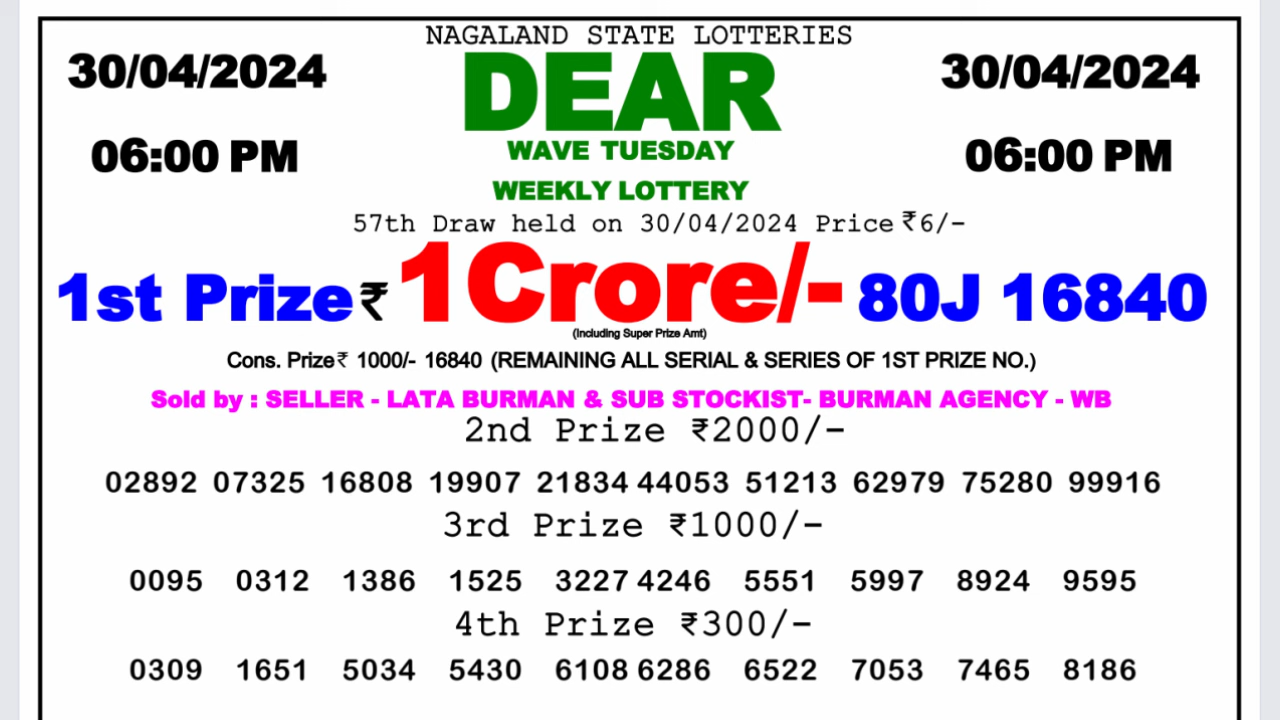 NAGALAND STATE LOTTERIES
30/04/2024 DEAR 30/04/2024
06:00 PM WAVE TUESDAY 06:00 PM
WEEKLY LOTTERY
57th Draw held on 30/04/2024 Price ₹6/-
1st Prize ₹ 1Crore/- 80J 16840
(Including Super Prize Amt)
Cons. Prize ₹ 1000/- 16840 (REMAINING ALL SERIAL & SERIES OF 1ST PRIZE NO.)
Sold by : SELLER - LATA BURMAN & SUB STOCKIST- BURMAN AGENCY - WB
2nd Prize ₹2000/-
02892 07325 16808 19907 21834 44053 51213 62979 75280 99916
3rd Prize ₹1000/-
0095 0312 1386 1525 3227 4246 5551 5997 8924 9595
4th Prize ₹300/-
0309 1651 5034 5430 6108 6286 6522 7053 7465 8186